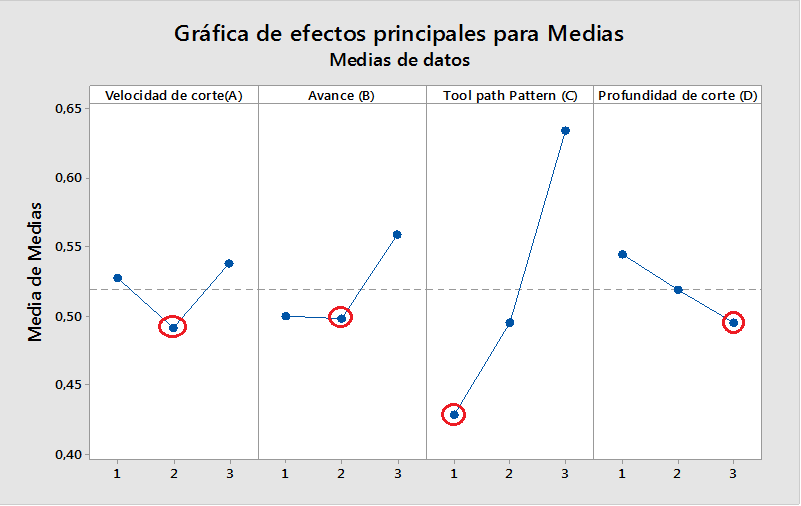 Gráfica de efectos principales para Medias
Medias de datos
Velocidad de corte(A) Avance (B) Tool path Pattern (C) Profundidad de corte (D)
0,65
0,60
0,55
0,50
0,45
0,40
Media de Medias
1 2 3 1 2 3 1 2 3 1 2 3